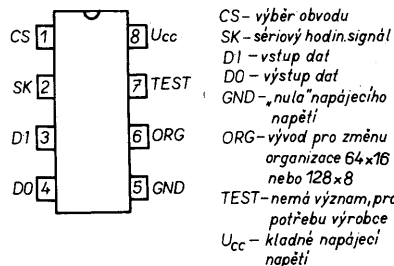 CS 1
8 Ucc
SK 2
7 TEST
D1 3
6 ORG
D0 4
5 GND
CS – výběr obvodu
SK – sériový hodin. signál
D1 – vstup dat
D0 – výstup dat
GND – „nula" napájecího
napětí
ORG – vývod pro změnu
organizace 64×16
nebo 128×8
TEST – nemá význam, pro
potřebu výrobce
Ucc – kladné napájecí
napětí